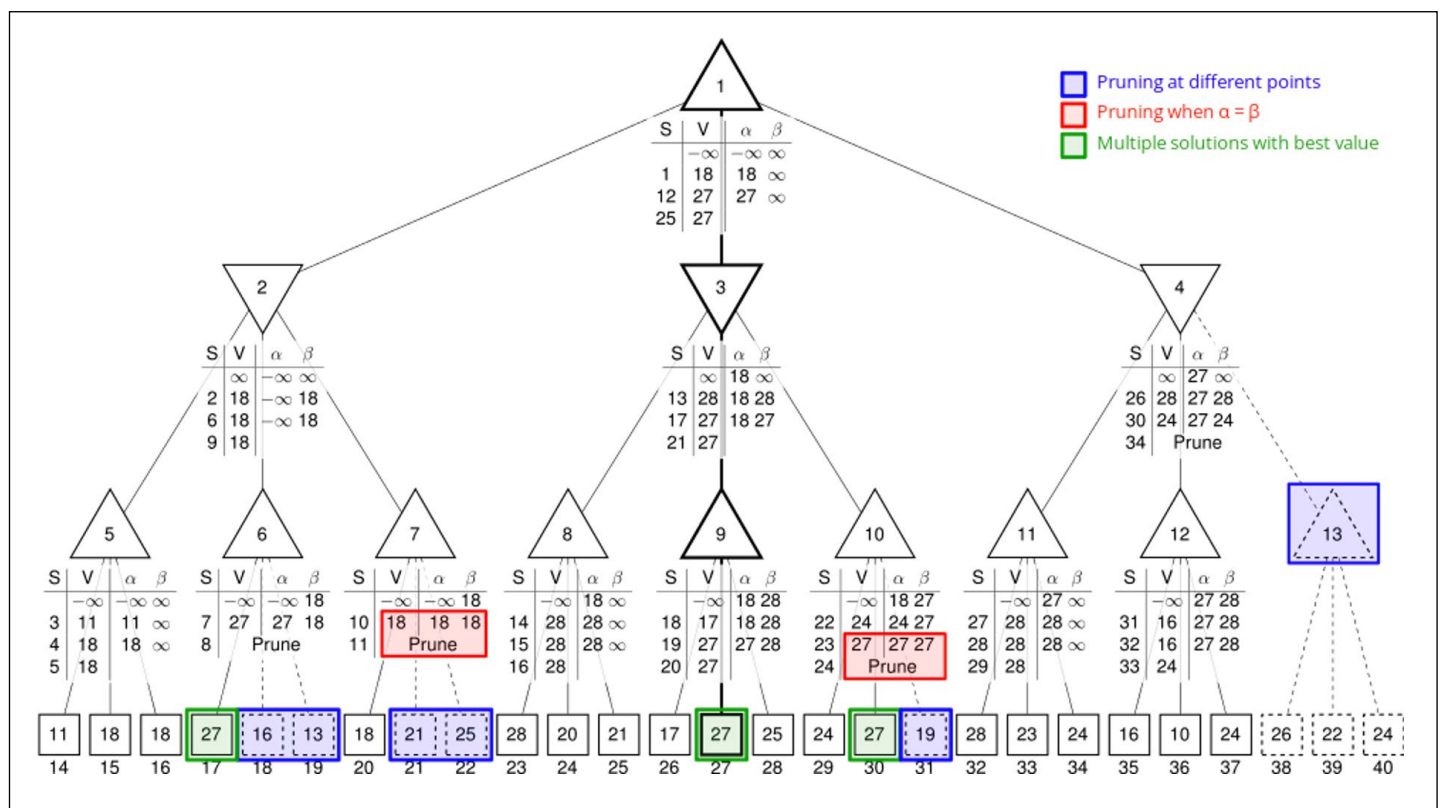 1
Pruning at different points
Pruning when α = β
Multiple solutions with best value
S V α β
−∞ −∞ ∞
1 18 18 ∞
12 27 27 ∞
25 27
2 3 4
S V α β S V α β S V α β
∞ −∞ ∞ ∞ 18 ∞ ∞ 27 ∞
2 18 −∞ 18 13 28 18 28 26 28 27 28
6 18 −∞ 18 17 27 18 27 30 24 27 24
9 18 21 27 34 Prune
5 6 7 8 9 10 11 12 13
S V α β S V α β S V α β S V α β S V α β S V α β S V α β S V α β
−∞ −∞ ∞ −∞ −∞ 18 −∞ −∞ 18 −∞ 18 ∞ −∞ 18 28 −∞ 18 27 −∞ 27 ∞ −∞ 27 28
3 11 11 ∞ 7 27 27 18 10 18 18 18 14 28 28 ∞ 18 17 18 28 22 24 24 27 27 28 28 ∞ 31 16 27 28
4 18 18 ∞ 8 Prune 11 Prune 15 28 28 ∞ 19 27 27 28 23 27 27 27 28 28 28 ∞ 32 16 27 28
5 18 16 28 20 27 24 Prune 29 28 33 24
11 18 18 27 16 13 18 21 25 28 20 21 17 27 25 24 27 19 28 23 24 16 10 24 26 22 24
14 15 16 17 18 19 20 21 22 23 24 25 26 27 28 29 30 31 32 33 34 35 36 37 38 39 40